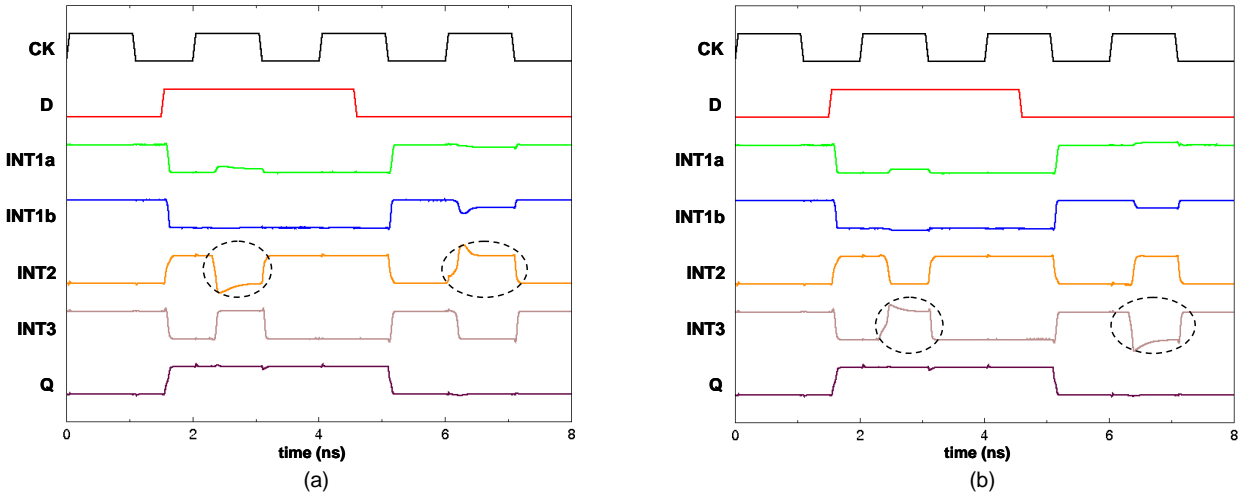 CK
D
INT1a
INT1b
INT2
INT3
Q
0 2 4 6 8
time (ns)
(a)
CK
D
INT1a
INT1b
INT2
INT3
Q
0 2 4 6 8
time (ns)
(b)